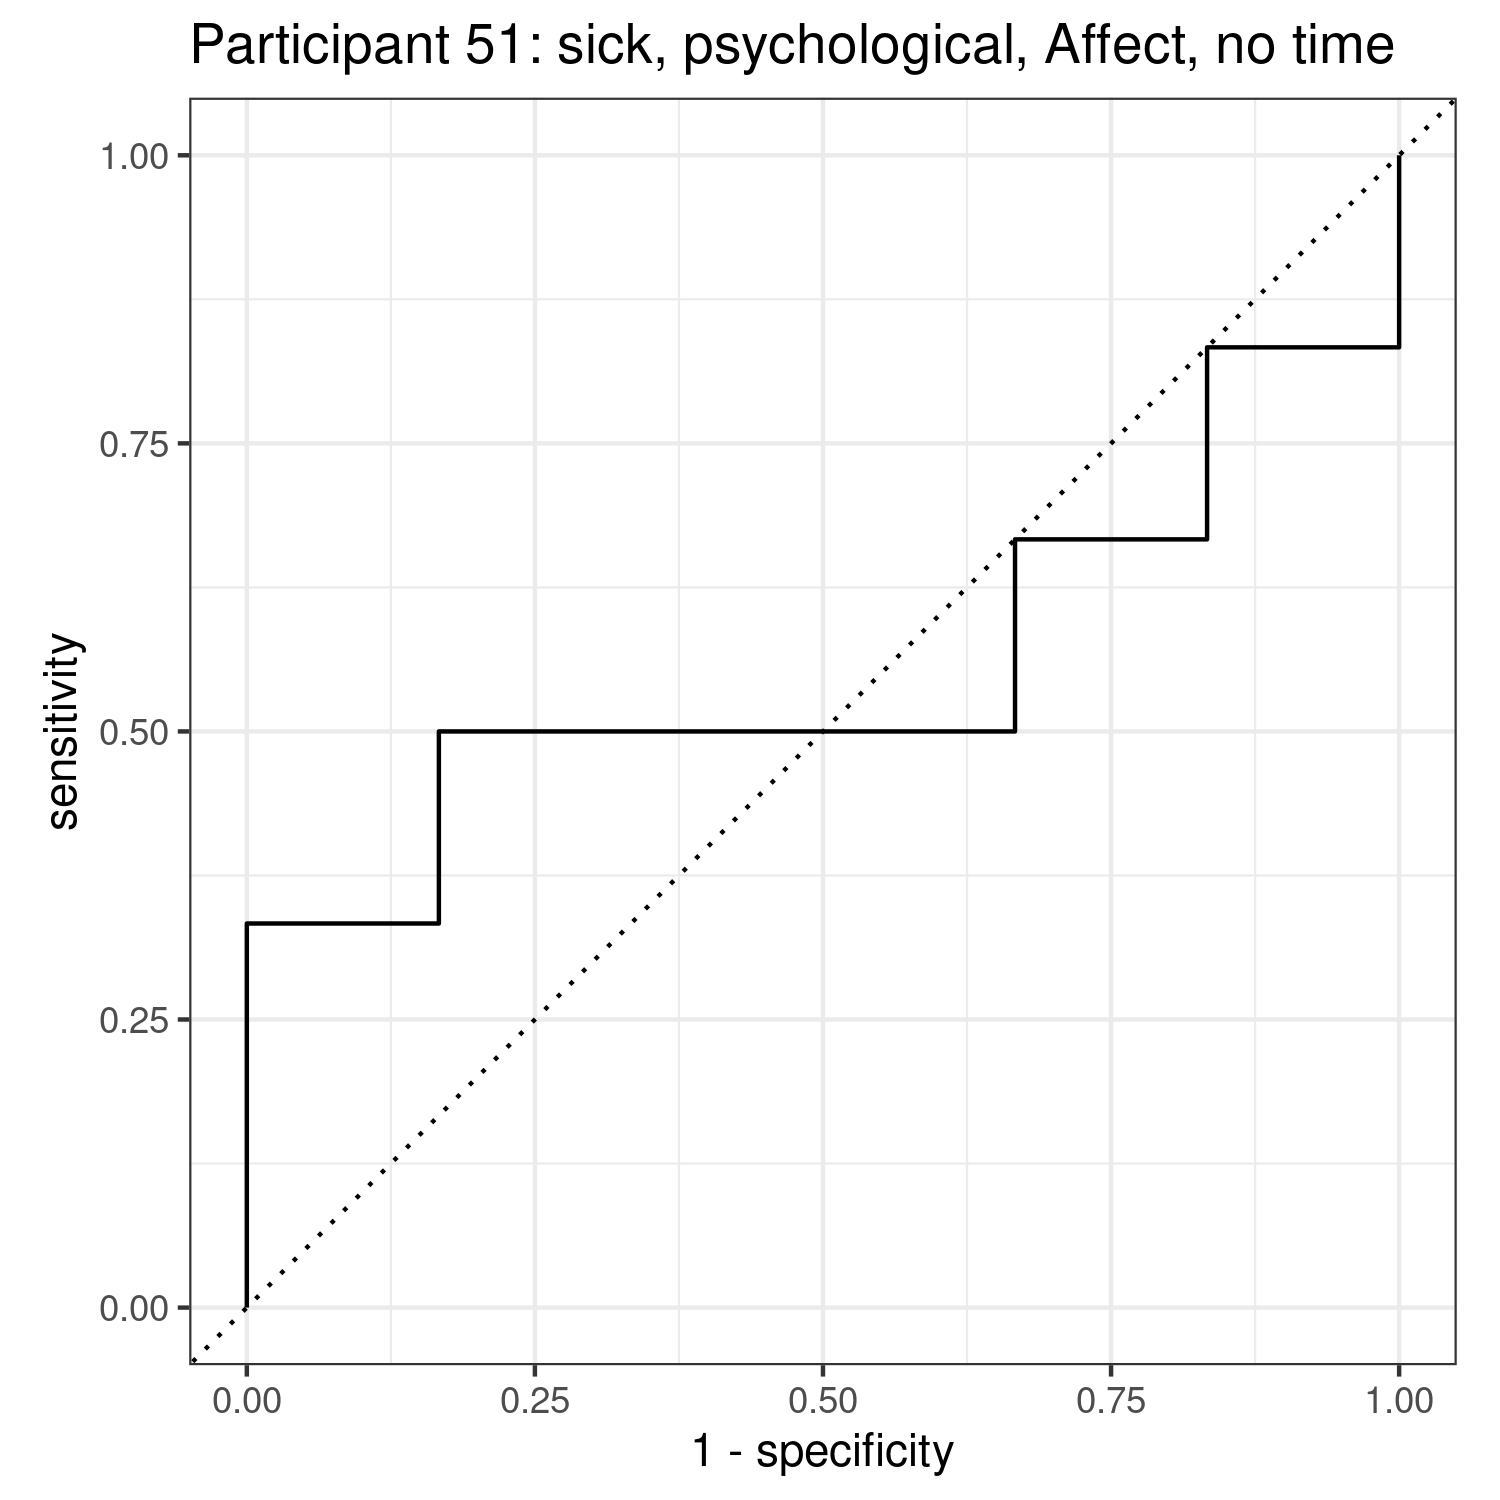 Participant 51: sick, psychological, Affect, no time
1.00
0.75
0.50
0.25
0.00
sensitivity
0.00 0.25 0.50 0.75 1.00
1 - specificity